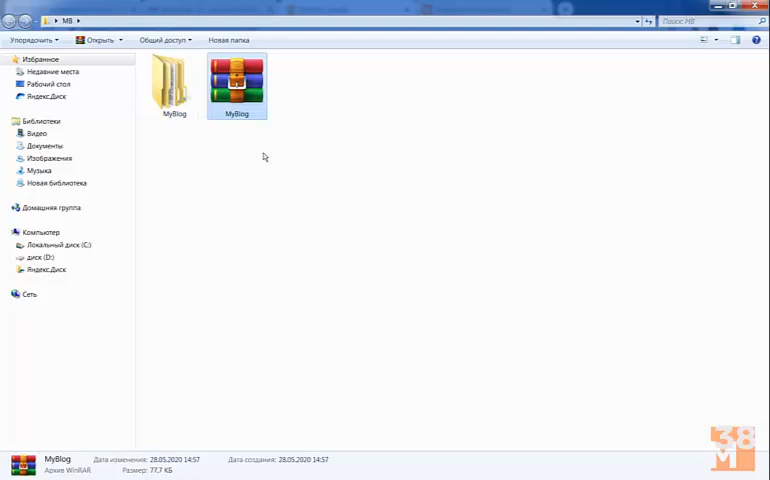 MB
Поиск: MB
Упорядочить
Открыть
Общий доступ
Новая папка
Избранное
Недавние места
Рабочий стол
Яндекс.Диск
Библиотеки
Видео
Документы
Изображения
Музыка
Новая библиотека
Домашняя группа
Компьютер
Локальный диск (C:)
диск (D:)
Яндекс.Диск
Сеть
MyBlog
MyBlog
MyBlog
Дата изменения: 28.05.2020 14:57
Дата создания: 28.05.2020 14:57
Архив WinRAR
Размер: 77,7 КБ
38
M